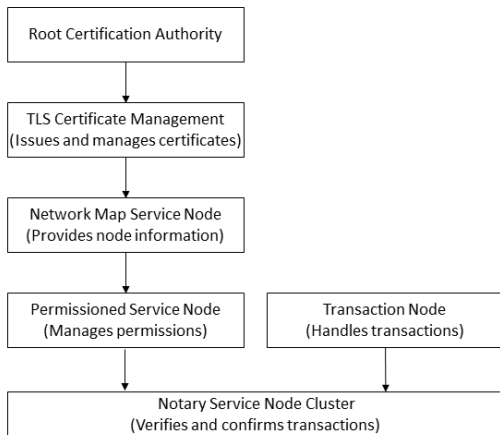 Root Certification Authority
TLS Certificate Management
(Issues and manages certificates)
Network Map Service Node
(Provides node information)
Permissioned Service Node
(Manages permissions)
Transaction Node
(Handles transactions)
Notary Service Node Cluster
(Verifies and confirms transactions)